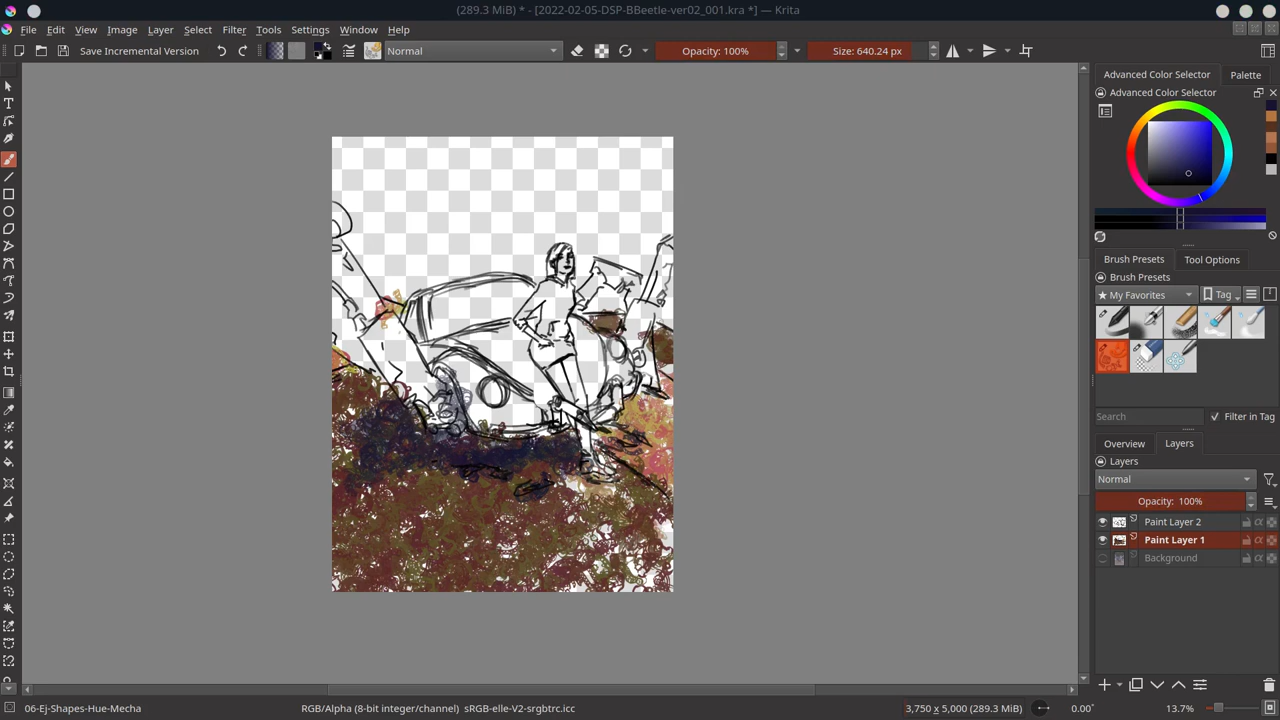 (289.3 MiB) * - [2022-02-05-DSP-BBeetle-ver02_001.kra *] — Krita
File Edit View Image Layer Select Filter Tools Settings Window Help
Save Incremental Version
Normal
Opacity: 100%
Size: 640.24 px
Advanced Color Selector
Palette
Advanced Color Selector
Brush Presets
Tool Options
Brush Presets
★ My Favorites
Tag
Search
Filter in Tag
Overview
Layers
Layers
Normal
Opacity: 100%
Paint Layer 2
Paint Layer 1
Background
06-Ej-Shapes-Hue-Mecha
RGB/Alpha (8-bit integer/channel) sRGB-elle-V2-srgbtrc.icc
3,750 x 5,000 (289.3 MiB)
0.00°
13.7%